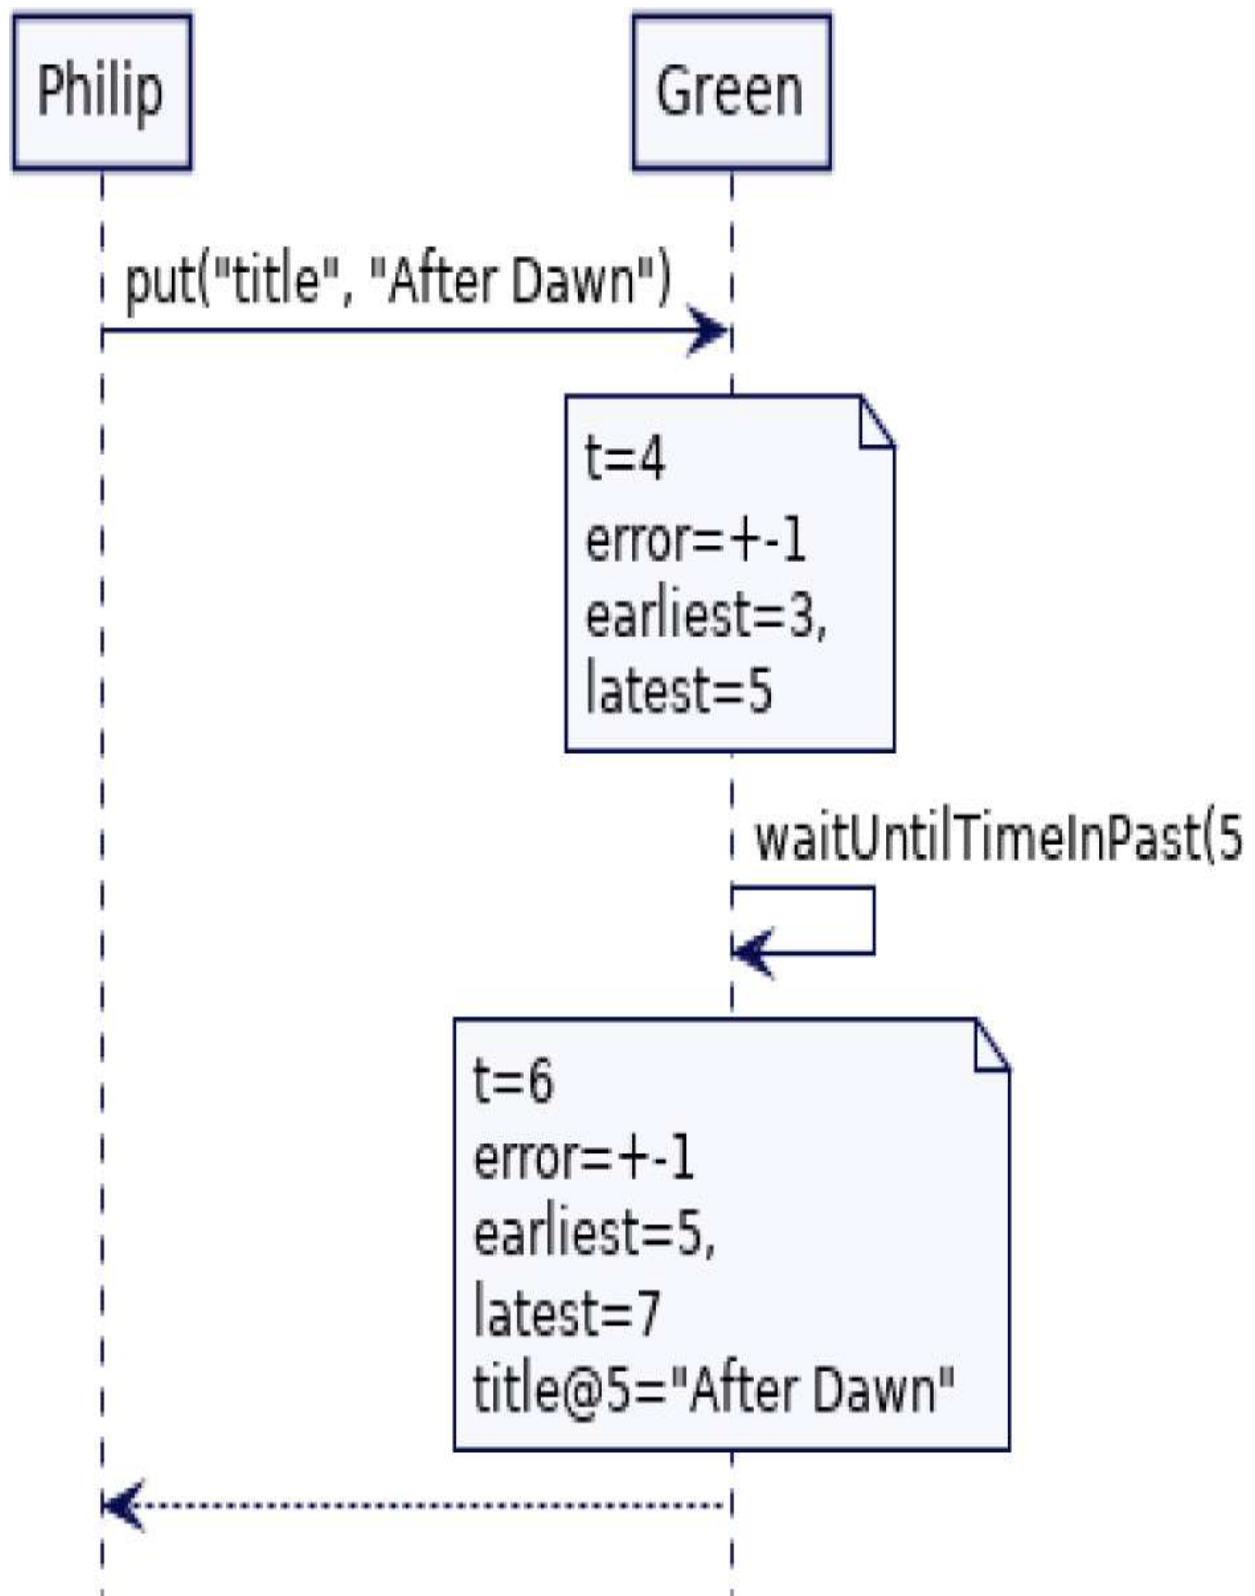 Philip
Green
put("title", "After Dawn")
t=4
error=+-1
earliest=3,
latest=5
waitUntilTimeInPast(5
t=6
error=+-1
earliest=5,
latest=7
title@5="After Dawn"